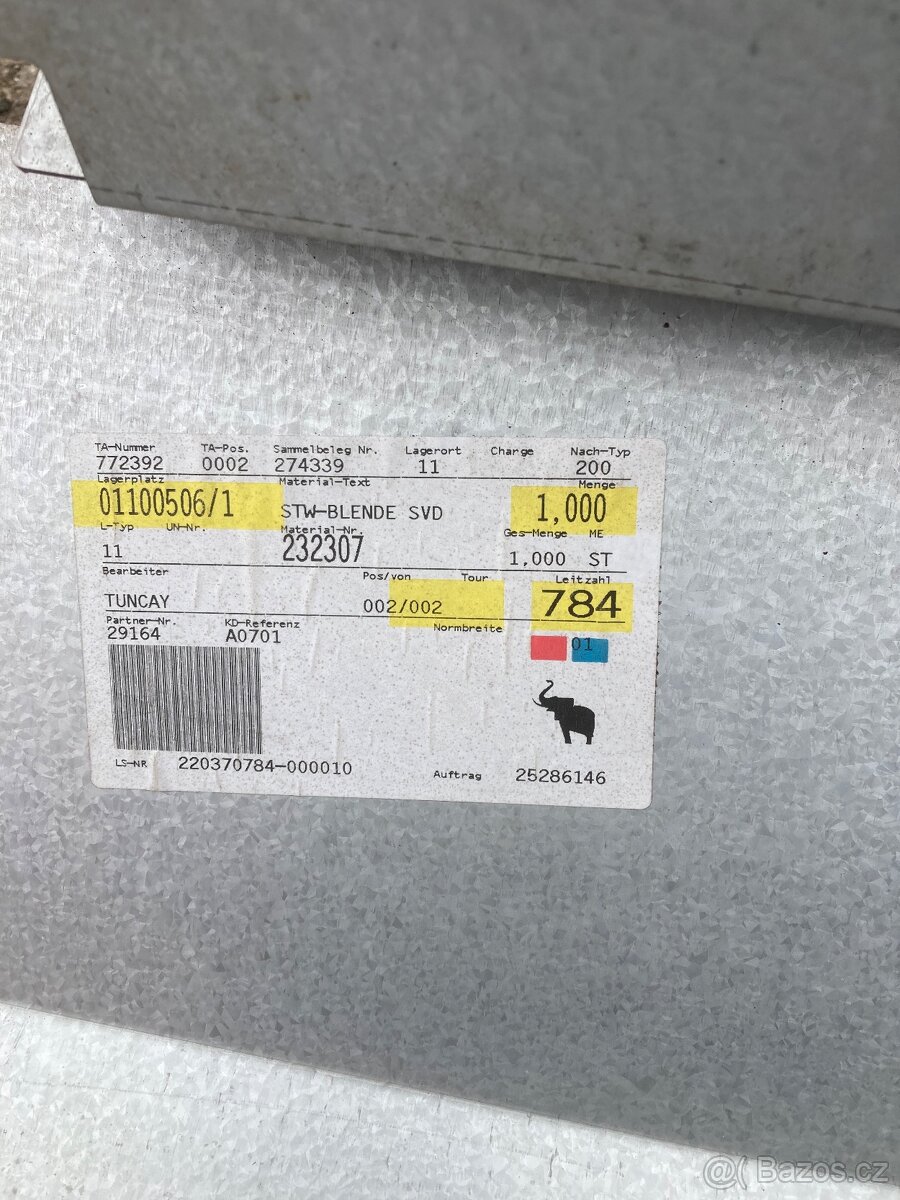 TA-Nummer TA-Pos. Sammelbeleg Nr. Lagerort Charge Nach-Typ
772392 0002 274339 11 200
Lagerplatz Material-Text Menge
01100506/1 STW-BLENDE SVD 1,000
L-Typ UN-Nr. Material-Nr. Ges-Menge ME
11 232307 1,000 ST
Bearbeiter Pos/von Tour Leitzahl
TUNCAY 002/002 784
Partner-Nr. KD-Referenz Normbreite
29164 A0701 01
LS-NR 220370784-000010 Auftrag 25286146
@( Bazos.cz